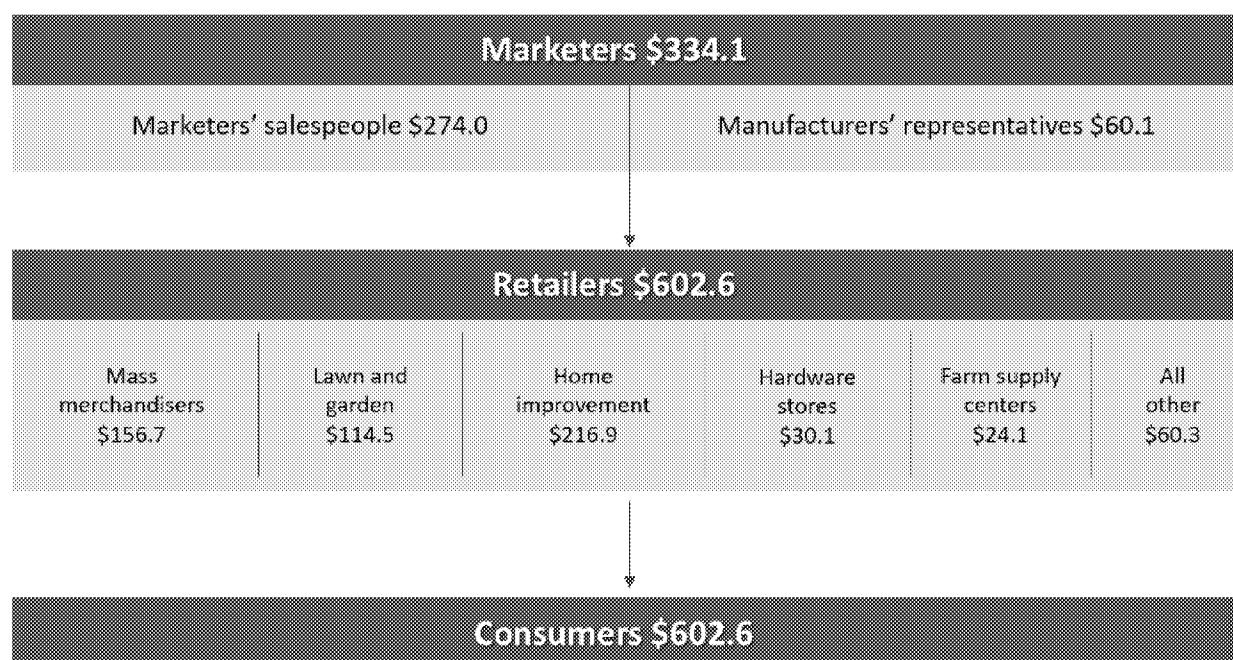 Marketers $334.1
Marketers' salespeople $274.0
Manufacturers' representatives $60.1
Retailers $602.6
Mass
merchandisers
$156.7
Lawn and
garden
$114.5
Home
improvement
$216.9
Hardware
stores
$30.1
Farm supply
centers
$24.1
All
other
$60.3
Consumers $602.6